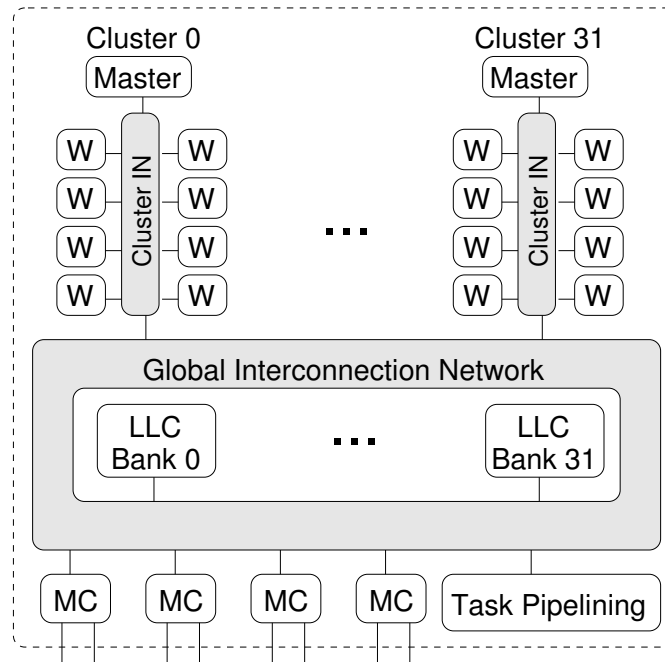 Cluster 0 Cluster 31
Master Master
W W W W
W W W W
W W W W
W W W W
Cluster IN Cluster IN
Global Interconnection Network
LLC LLC
Bank 0 Bank 31
MC MC MC MC Task Pipelining